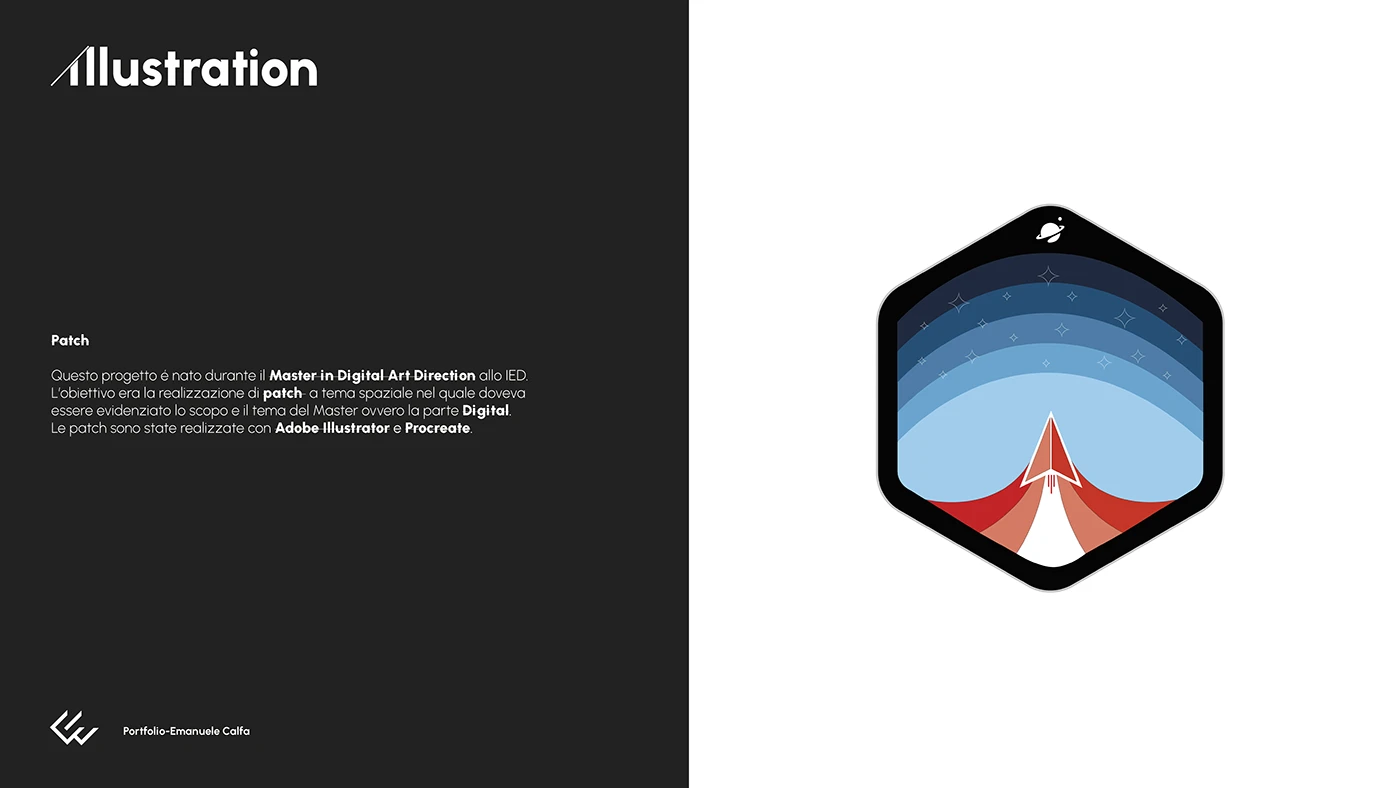 Illustration
Patch
Questo progetto é nato durante il Master in Digital Art Direction allo IED.
L'obiettivo era la realizzazione di patch a tema spaziale nel quale doveva
essere evidenziato lo scopo e il tema del Master ovvero la parte Digital.
Le patch sono state realizzate con Adobe Illustrator e Procreate.
Portfolio-Emanuele Calfa